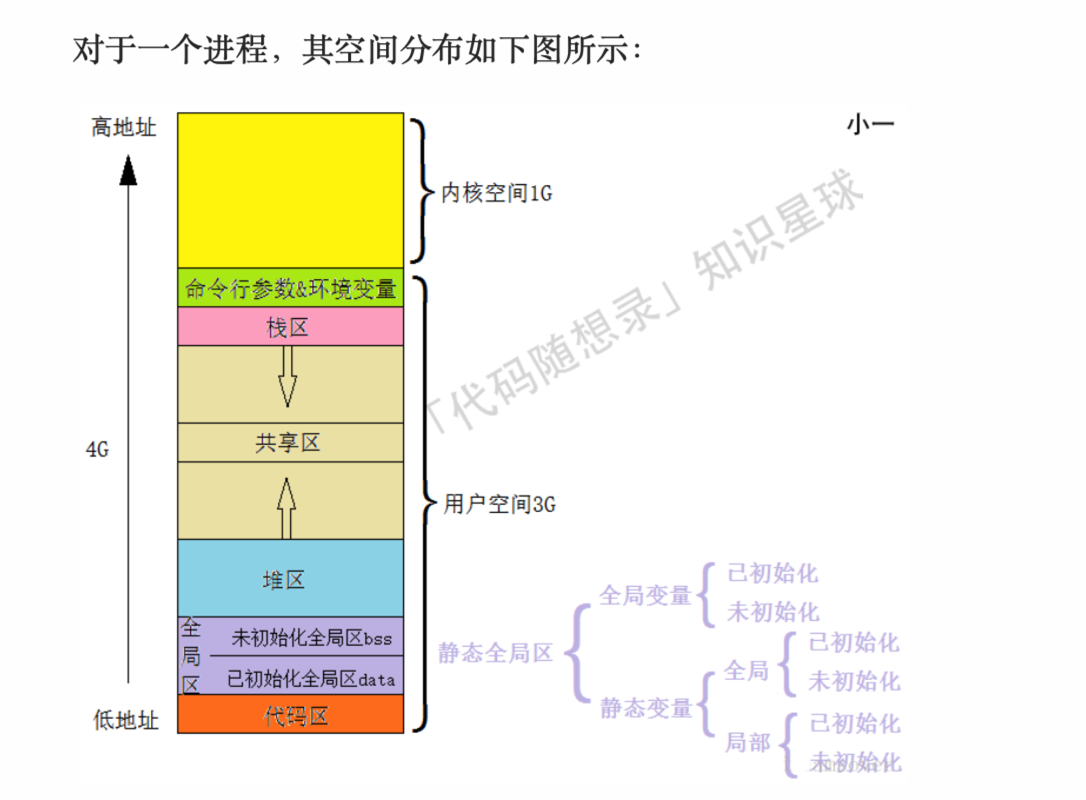 对于一个进程，其空间分布如下图所示：
高地址
小一
内核空间1G
「代码随想录」知识星球
命令行参数&环境变量
栈区
共享区
4G
用户空间3G
堆区
全局区
未初始化全局区bss
已初始化全局区data
代码区
低地址
静态全局区
全局变量
已初始化
未初始化
静态变量
全局
已初始化
未初始化
局部
已初始化
未初始化